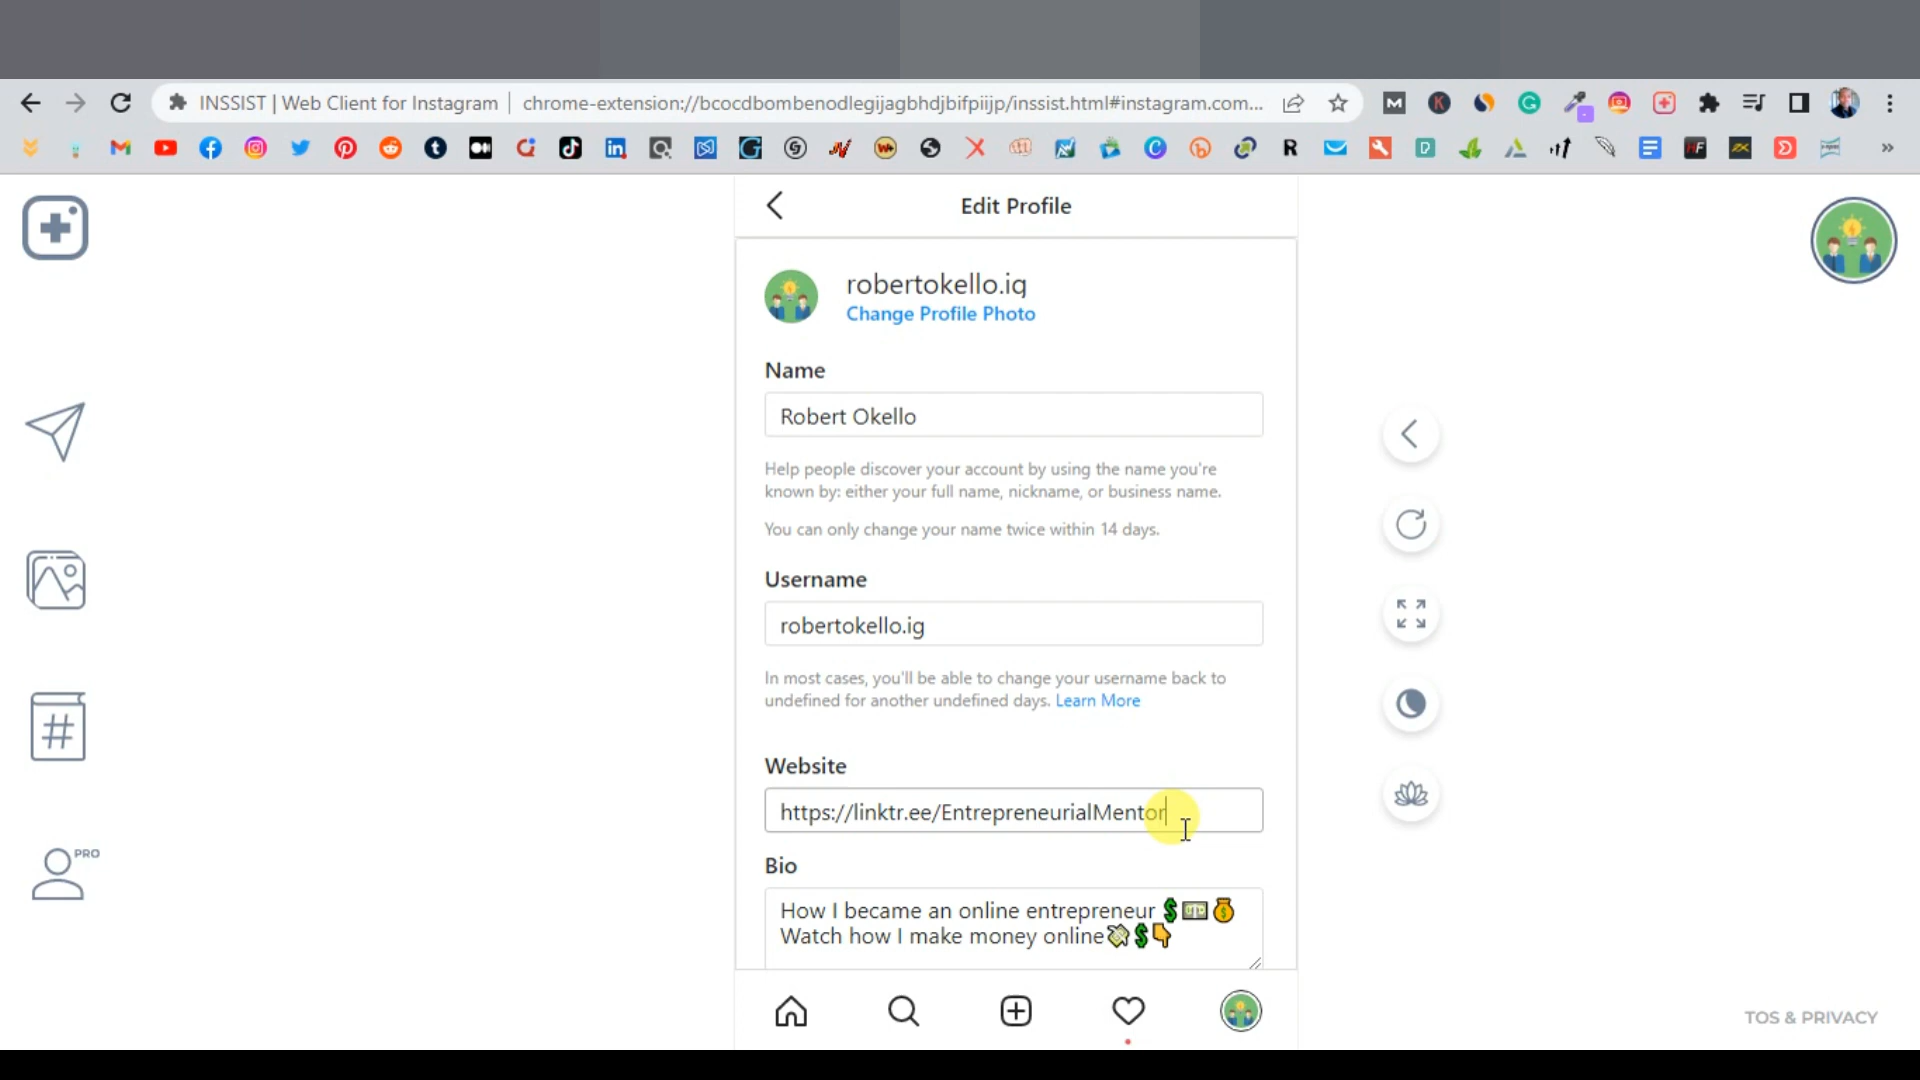 INSSIST | Web Client for Instagram
chrome-extension://bcocdbombenodlegijagbhdjbifpiijp/inssist.html#instagram.com...
Edit Profile
robertokello.ig
Change Profile Photo
Name
Robert Okello
Help people discover your account by using the name you're
known by: either your full name, nickname, or business name.
You can only change your name twice within 14 days.
Username
robertokello.ig
In most cases, you'll be able to change your username back to
undefined for another undefined days. Learn More
Website
https://linktr.ee/EntrepreneurialMentor
Bio
How I became an online entrepreneur 💲💵💰
Watch how I make money online💸💲👇
PRO
TOS & PRIVACY